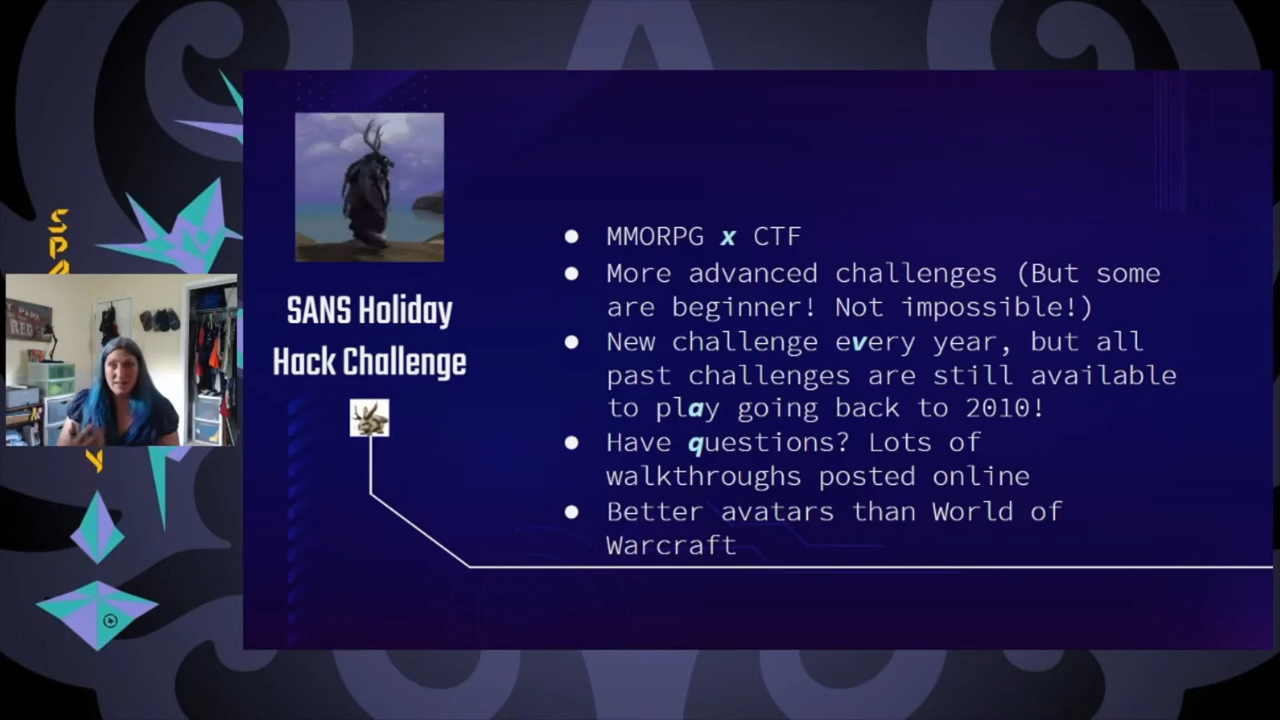 SANS Holiday
Hack Challenge
● MMORPG x CTF
● More advanced challenges (But some
are beginner! Not impossible!)
● New challenge every year, but all
past challenges are still available
to play going back to 2010!
● Have questions? Lots of
walkthroughs posted online
● Better avatars than World of
Warcraft
PARK
RED